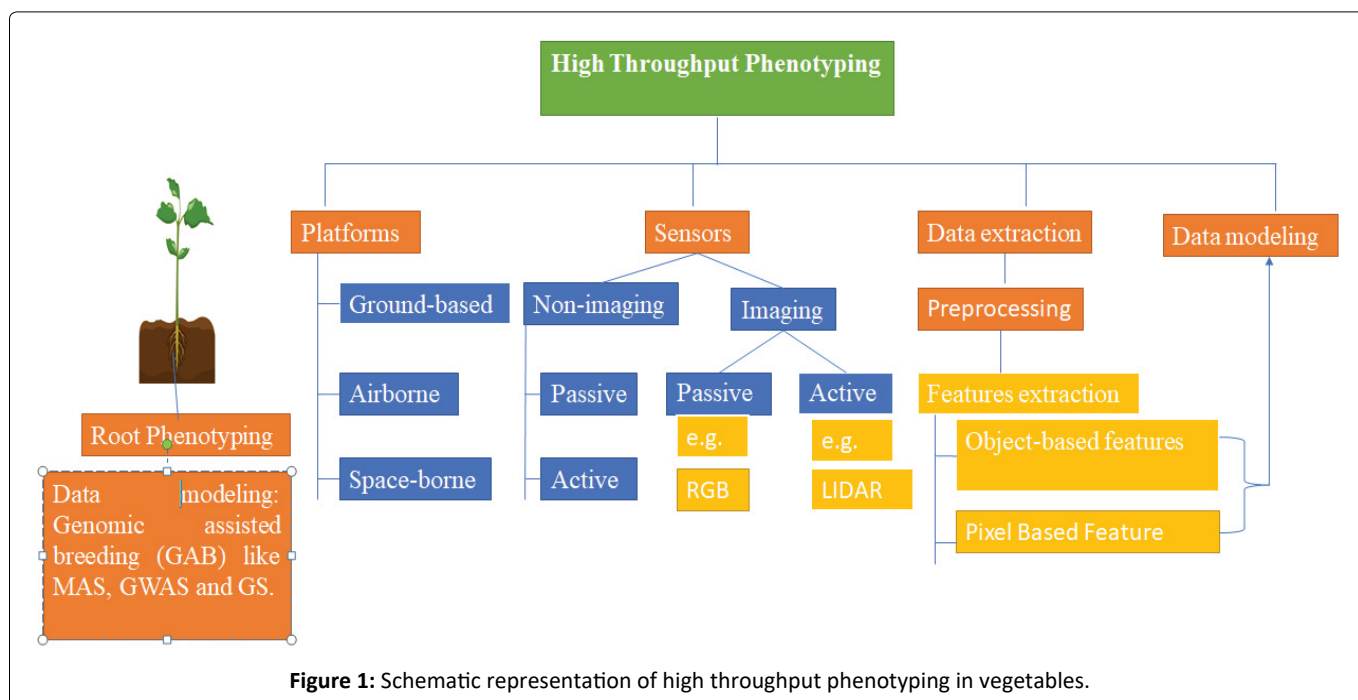 High Throughput Phenotyping
Platforms
Ground-based
Airborne
Space-borne
Sensors
Non-imaging
Passive
Active
Imaging
Passive
e.g.
RGB
Active
e.g.
LIDAR
Data extraction
Preprocessing
Features extraction
Object-based features
Pixel Based Feature
Data modeling
Root Phenotyping
Data modeling:
Genomic assisted
breeding (GAB) like
MAS, GWAS and GS.
Figure 1: Schematic representation of high throughput phenotyping in vegetables.